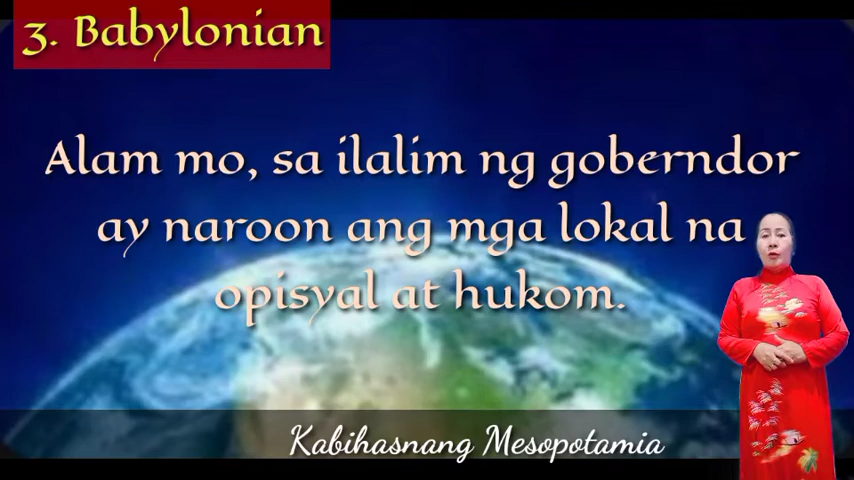 3. Babylonian
Alam mo, sa ilalim ng goberndor
ay naroon ang mga lokal na
opisyal at hukom.
Kabihasnang Mesopotamia